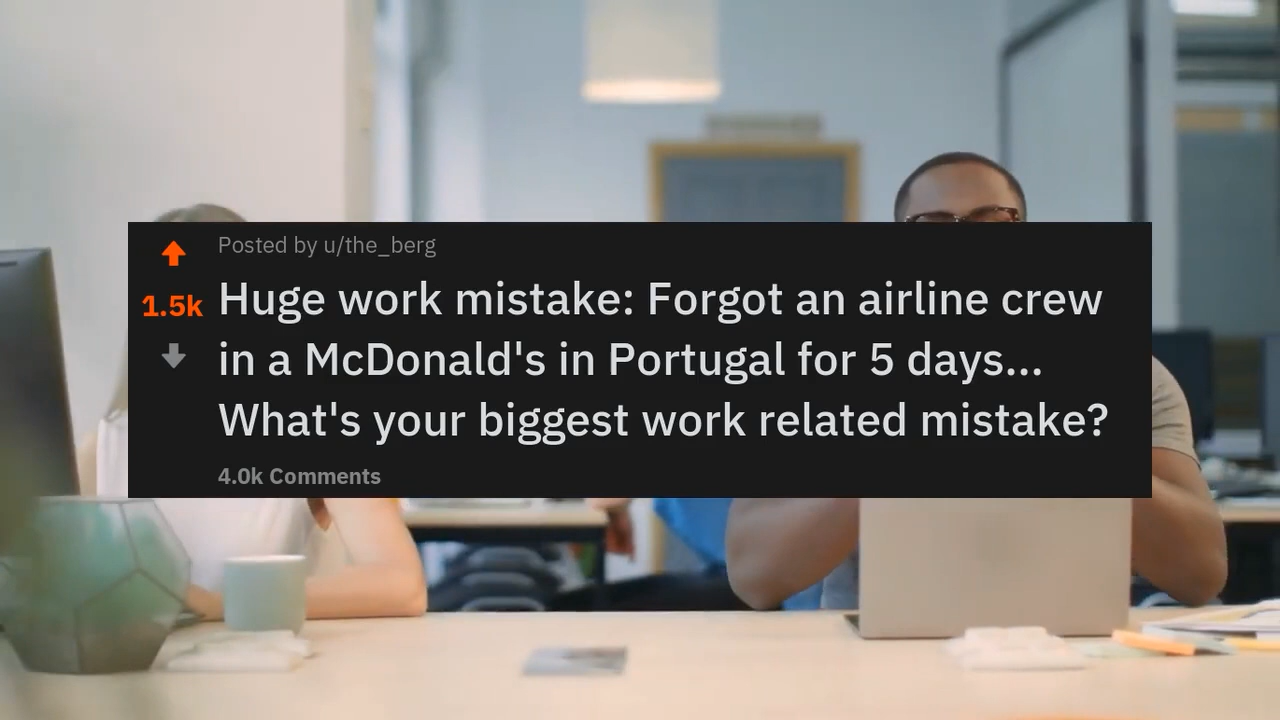 Posted by u/the_berg
1.5k
Huge work mistake: Forgot an airline crew
in a McDonald's in Portugal for 5 days...
What's your biggest work related mistake?
4.0k Comments